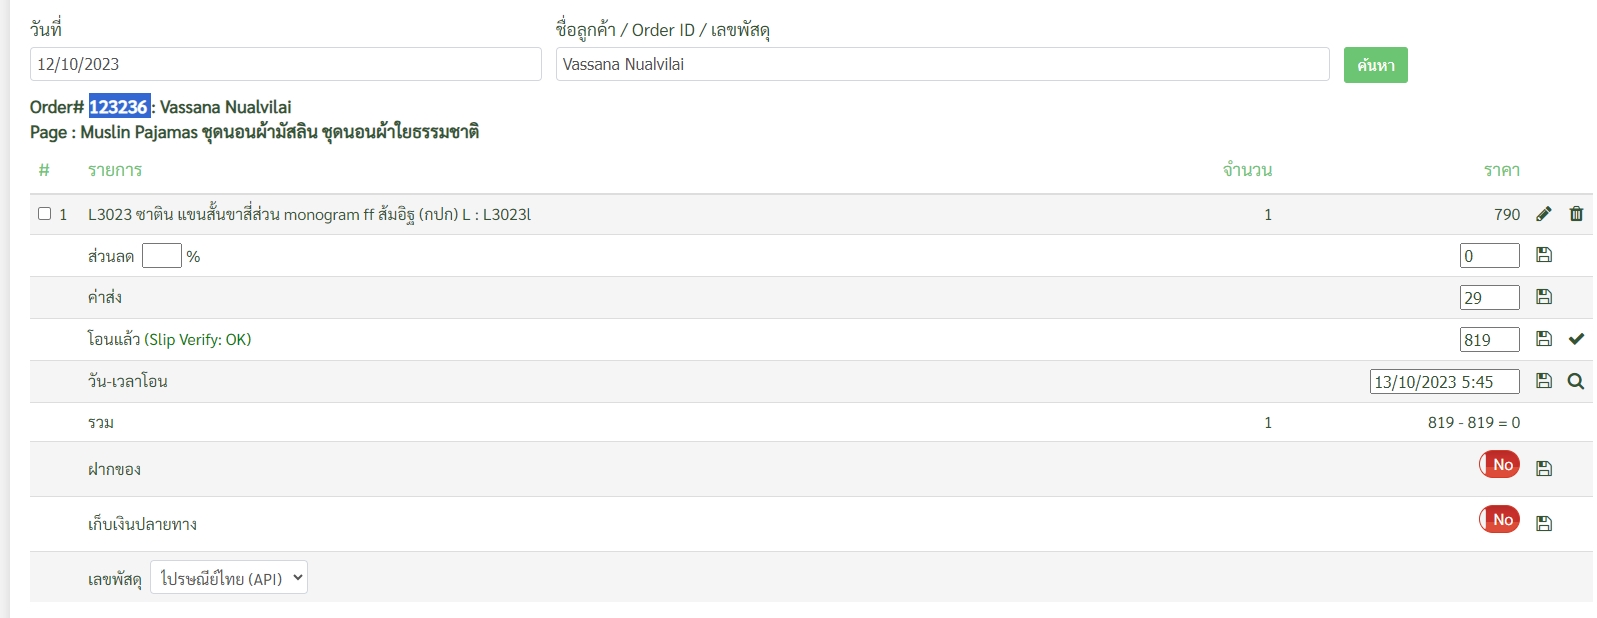 วันที่ ชื่อลูกค้า / Order ID / เลขพัสดุ
12/10/2023 Vassana Nualvilai ค้นหา
Order# 123236 : Vassana Nualvilai
Page : Muslin Pajamas ชุดนอนผ้ามัสลิน ชุดนอนผ้าใยธรรมชาติ
# รายการ จำนวน ราคา
1 L3023 ซาติน แขนสั้นขาสี่ส่วน monogram ff ส้มอิฐ (กปก) L : L3023l 1 790
ส่วนลด % 0
ค่าส่ง 29
โอนแล้ว (Slip Verify: OK) 819
วัน-เวลาโอน 13/10/2023 5:45
รวม 1 819 - 819 = 0
ฝากของ No
เก็บเงินปลายทาง No
เลขพัสดุ ไปรษณีย์ไทย (API)